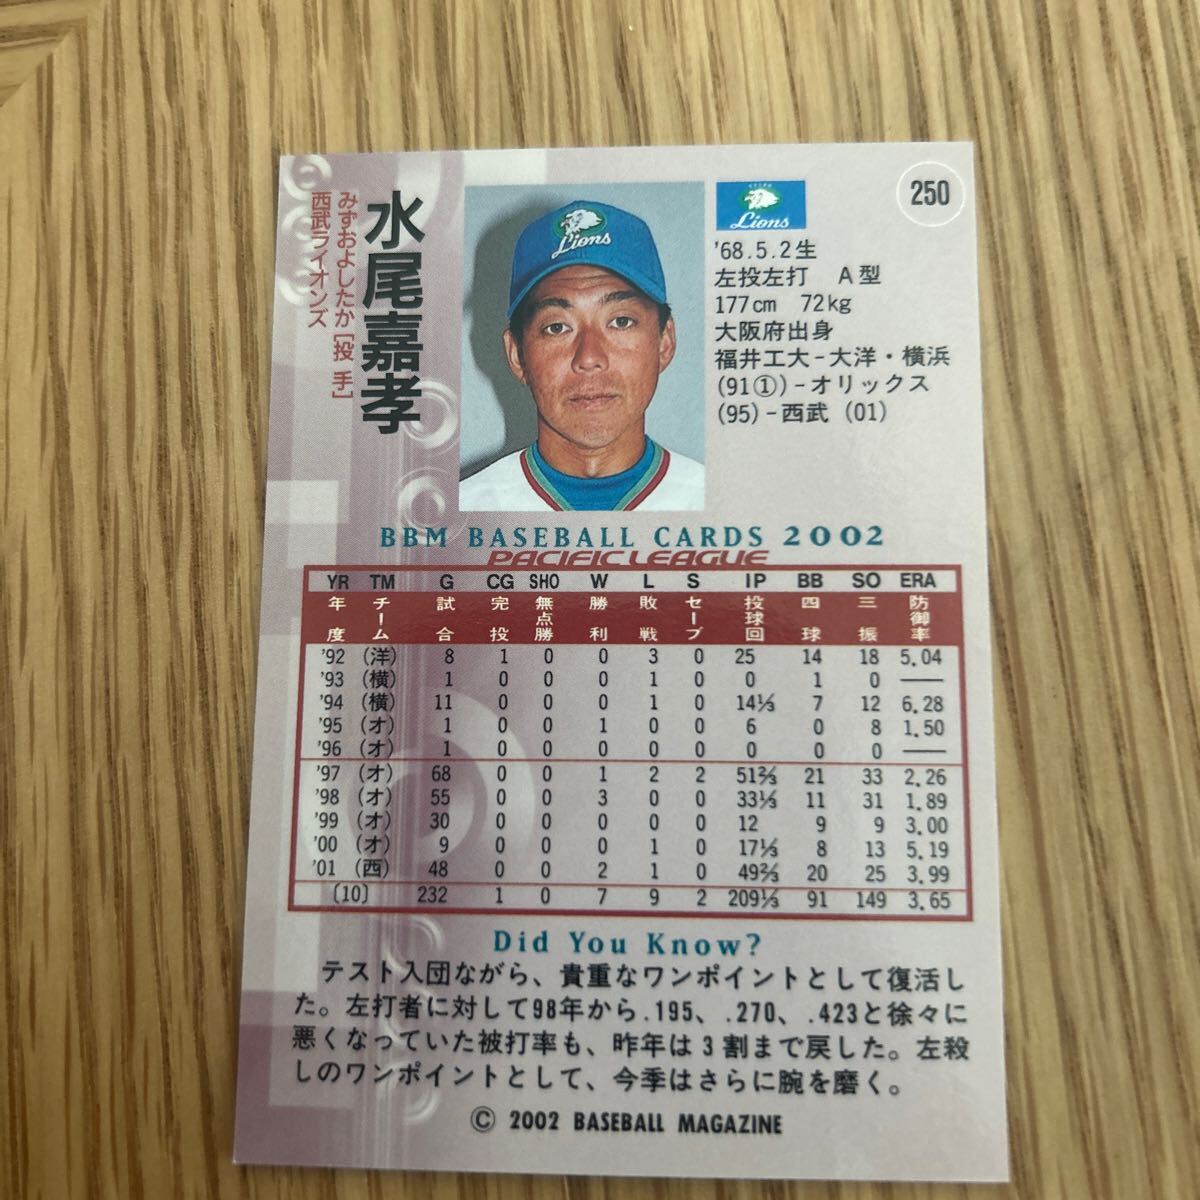 250
Lions
水尾嘉孝
みずおよしたか[投 手]
西武ライオンズ
Lions
'68.5.2生
左投左打 A型
177cm 72kg
大阪府出身
福井工大-大洋・横浜
(91①)-オリックス
(95)-西武 (01)
BBM BASEBALL CARDS 2002
PACIFIC LEAGUE
YR TM G CG SHO W L S IP BB SO ERA
年度 チーム 試合 完投 無点勝 勝利 敗戦 セーブ 投球回 四球 三振 防御率
'92 (洋) 8 1 0 0 3 0 25 14 18 5.04
'93 (横) 1 0 0 0 1 0 0 1 0 ——
'94 (横) 11 0 0 0 1 0 14⅓ 7 12 6.28
'95 (オ) 1 0 0 1 0 0 6 0 8 1.50
'96 (オ) 1 0 0 0 0 0 0 0 0 ——
'97 (オ) 68 0 0 1 2 2 51⅔ 21 33 2.26
'98 (オ) 55 0 0 3 0 0 33⅓ 11 31 1.89
'99 (オ) 30 0 0 0 0 0 12 9 9 3.00
'00 (オ) 9 0 0 0 1 0 17⅓ 8 13 5.19
'01 (西) 48 0 0 2 1 0 49⅔ 20 25 3.99
〔10〕 232 1 0 7 9 2 209⅓ 91 149 3.65
Did You Know?
テスト入団ながら、貴重なワンポイントとして復活し
た。左打者に対して98年から.195、.270、.423と徐々に
悪くなっていた被打率も、昨年は3割まで戻した。左殺
しのワンポイントとして、今季はさらに腕を磨く。
© 2002 BASEBALL MAGAZINE